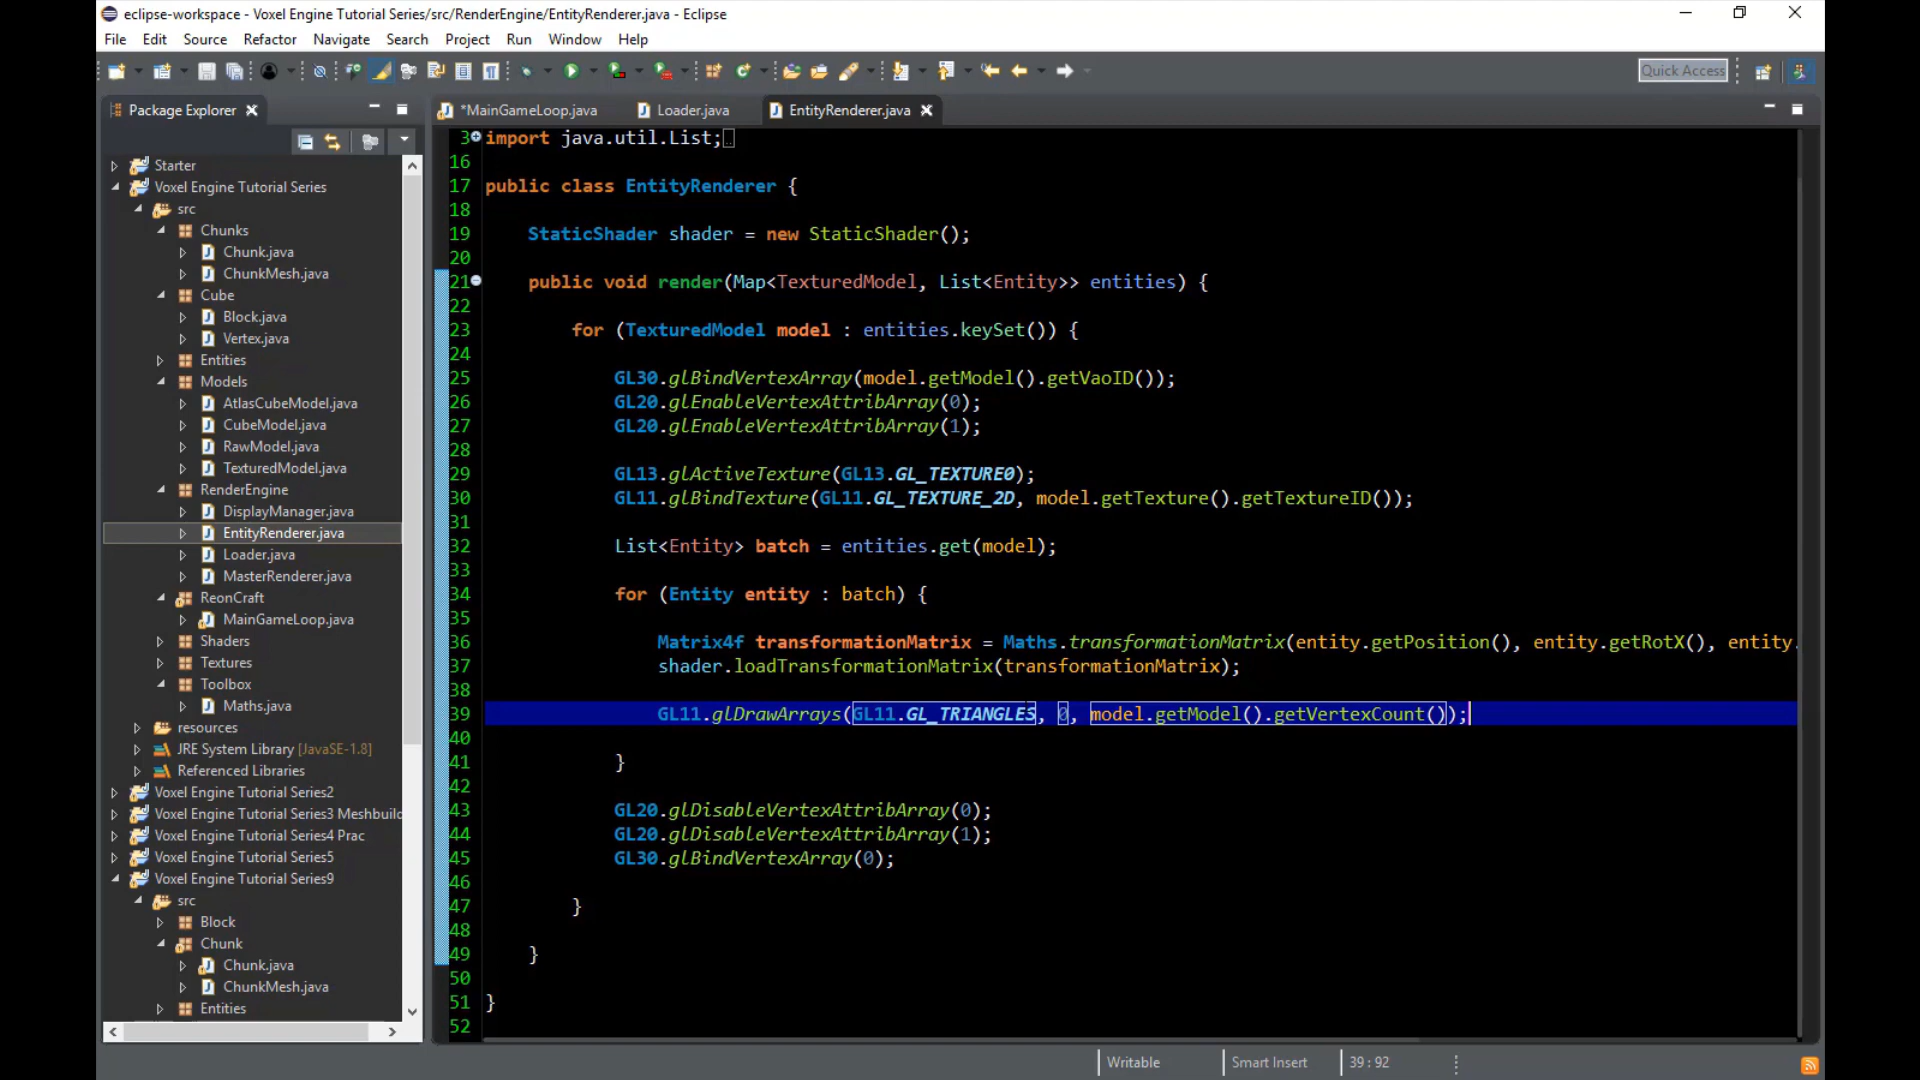 eclipse-workspace - Voxel Engine Tutorial Series/src/RenderEngine/EntityRenderer.java - Eclipse
File Edit Source Refactor Navigate Search Project Run Window Help
Quick Access
Package Explorer
*MainGameLoop.java Loader.java EntityRenderer.java
Starter
Voxel Engine Tutorial Series
src
Chunks
Chunk.java
ChunkMesh.java
Cube
Block.java
Vertex.java
Entities
Models
AtlasCubeModel.java
CubeModel.java
RawModel.java
TexturedModel.java
RenderEngine
DisplayManager.java
EntityRenderer.java
Loader.java
MasterRenderer.java
ReonCraft
MainGameLoop.java
Shaders
Textures
Toolbox
Maths.java
resources
JRE System Library [JavaSE-1.8]
Referenced Libraries
Voxel Engine Tutorial Series2
Voxel Engine Tutorial Series3 Meshbuild
Voxel Engine Tutorial Series4 Prac
Voxel Engine Tutorial Series5
Voxel Engine Tutorial Series9
src
Block
Chunk
Chunk.java
ChunkMesh.java
Entities
3 import java.util.List;
16
17 public class EntityRenderer {
18
19 StaticShader shader = new StaticShader();
20
21 public void render(Map<TexturedModel, List<Entity>> entities) {
22
23 for (TexturedModel model : entities.keySet()) {
24
25 GL30.glBindVertexArray(model.getModel().getVaoID());
26 GL20.glEnableVertexAttribArray(0);
27 GL20.glEnableVertexAttribArray(1);
28
29 GL13.glActiveTexture(GL13.GL_TEXTURE0);
30 GL11.glBindTexture(GL11.GL_TEXTURE_2D, model.getTexture().getTextureID());
31
32 List<Entity> batch = entities.get(model);
33
34 for (Entity entity : batch) {
35
36 Matrix4f transformationMatrix = Maths.transformationMatrix(entity.getPosition(), entity.getRotX(), entity.
37 shader.loadTransformationMatrix(transformationMatrix);
38
39 GL11.glDrawArrays(GL11.GL_TRIANGLES, 0, model.getModel().getVertexCount());
40
41 }
42
43 GL20.glDisableVertexAttribArray(0);
44 GL20.glDisableVertexAttribArray(1);
45 GL30.glBindVertexArray(0);
46
47 }
48
49 }
50
51 }
52
Writable Smart Insert 39 : 92